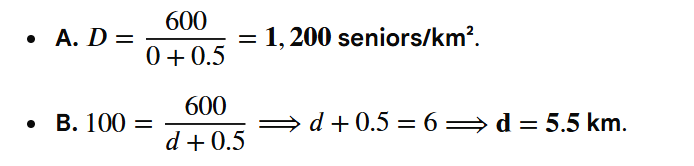 • A. D = 600 / (0 + 0.5) = 1, 200 seniors/km².
• B. 100 = 600 / (d + 0.5) ⟹ d + 0.5 = 6 ⟹ d = 5.5 km.